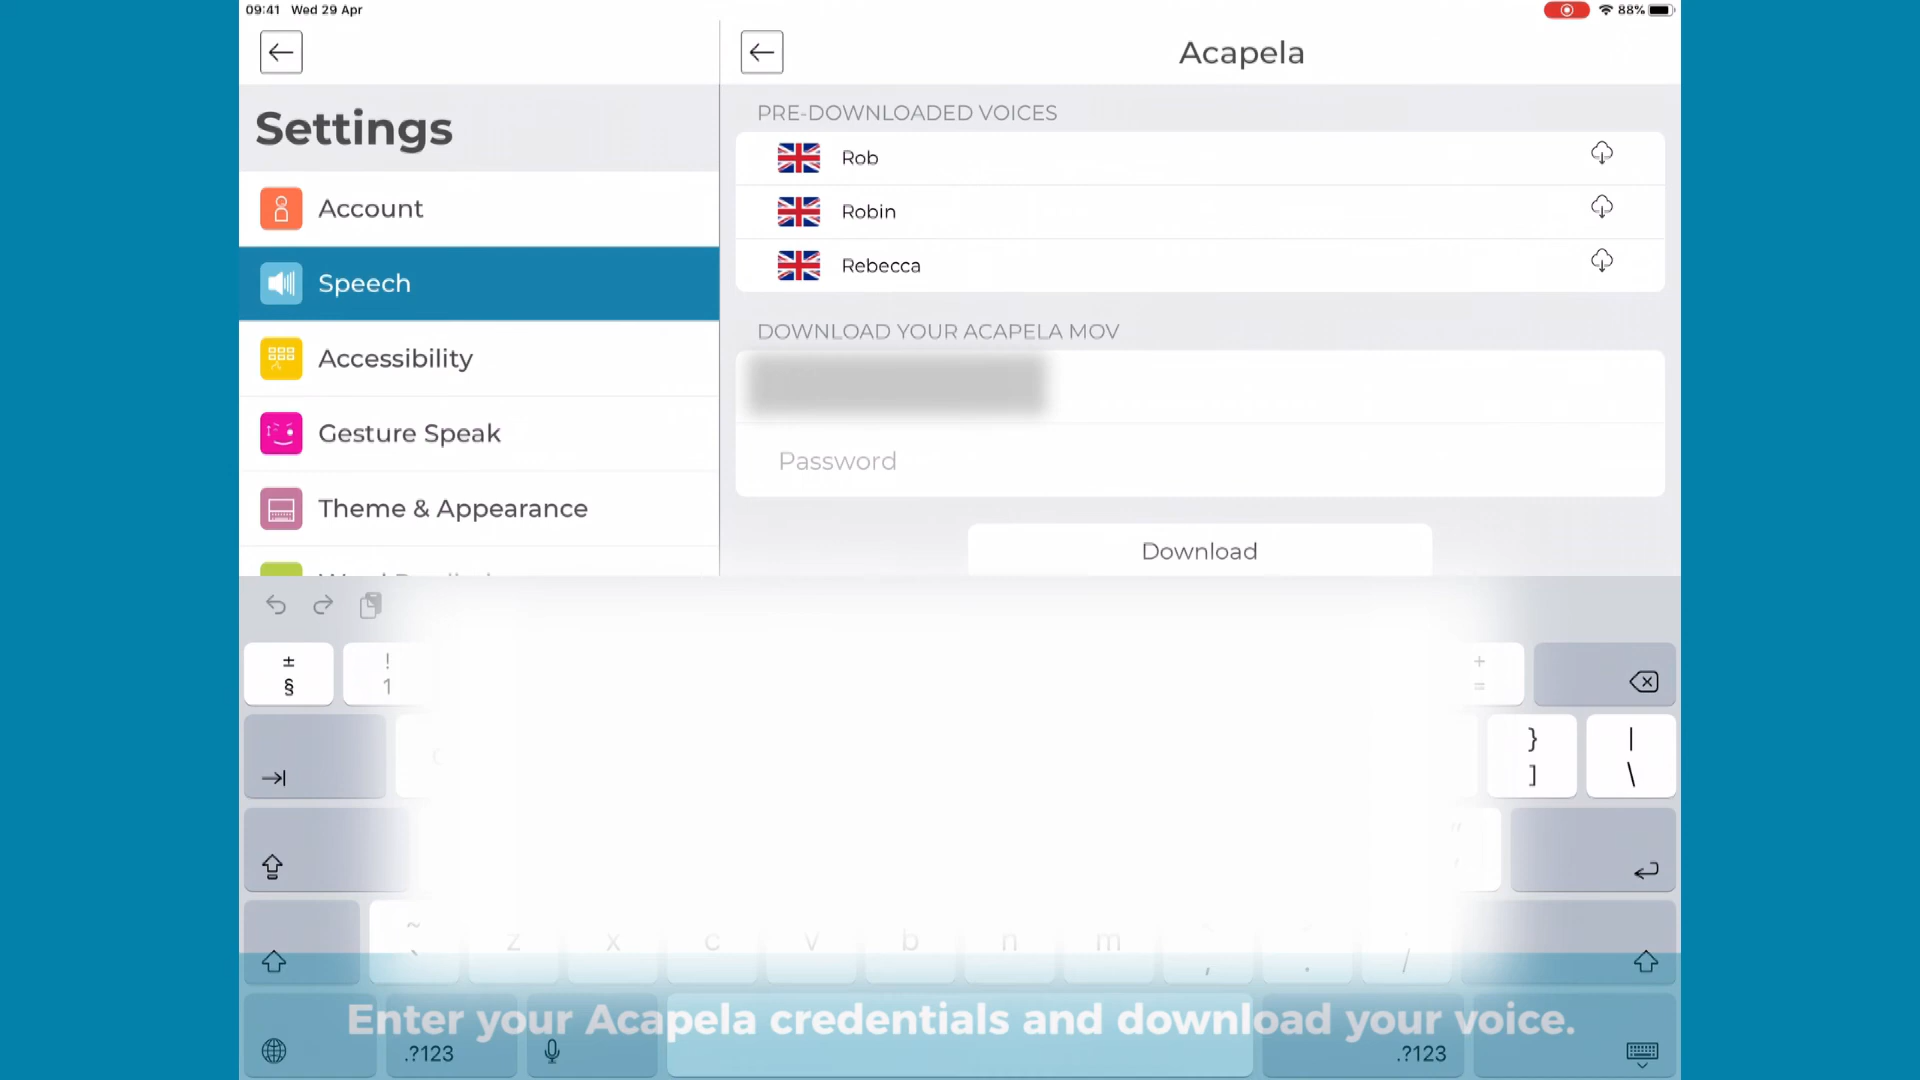 09:41 Wed 29 Apr
88%
Acapela
Settings
Account
Speech
Accessibility
Gesture Speak
Theme & Appearance
PRE-DOWNLOADED VOICES
Rob
Robin
Rebecca
DOWNLOAD YOUR ACAPELA MOV
Password
Download
± ! +
§ 1 =
} |
] \
~ z x c v b n m
` , . /
Enter your Acapela credentials and download your voice.
.?123 .?123